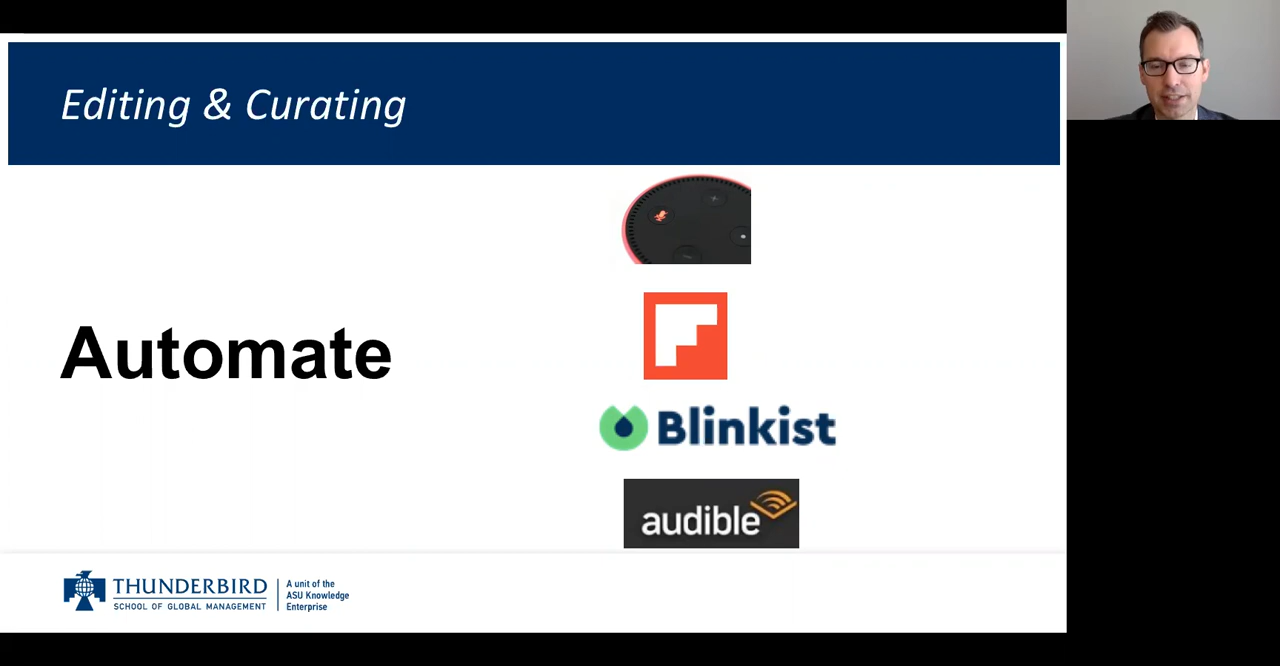 Editing & Curating
Automate
Blinkist
audible
THUNDERBIRD
SCHOOL OF GLOBAL MANAGEMENT
A unit of the
ASU Knowledge
Enterprise